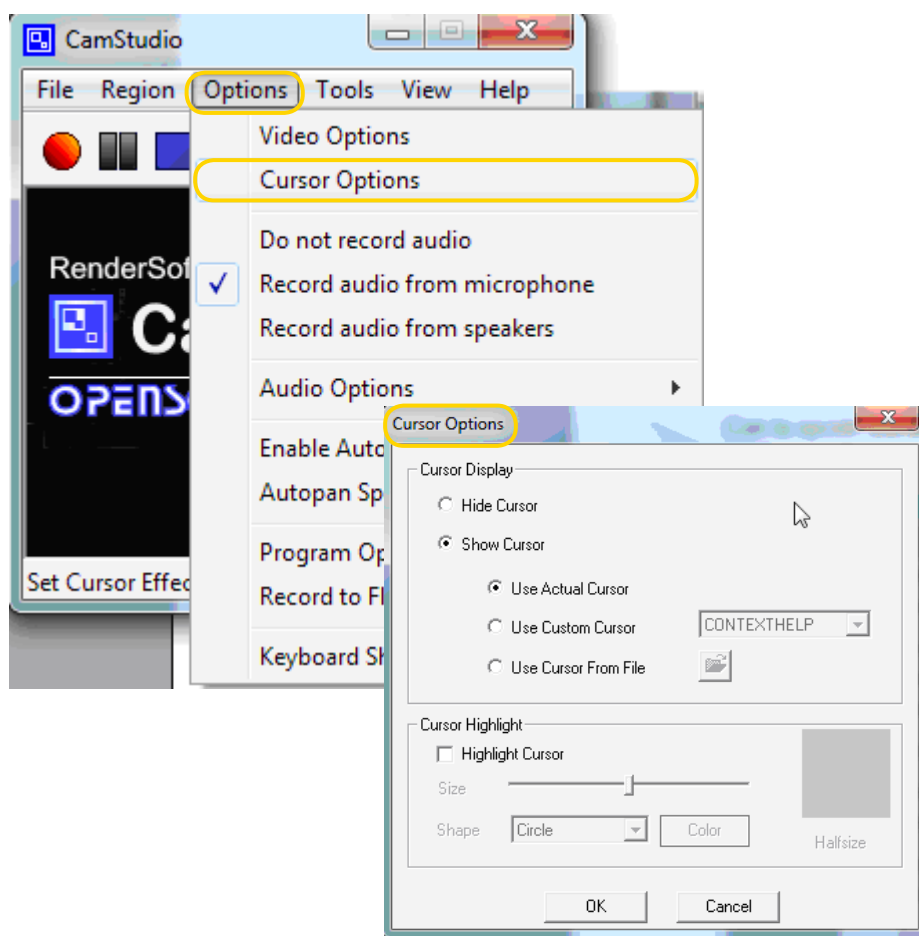 CamStudio
File Region Options Tools View Help
Video Options
Cursor Options
Do not record audio
RenderSof
Record audio from microphone
Ca
Record audio from speakers
OPENS
Audio Options
Enable Auto
Autopan Sp
Program Op
Set Cursor Effec
Record to Fl
Keyboard Sh
Cursor Options
Cursor Display
Hide Cursor
Show Cursor
Use Actual Cursor
Use Custom Cursor CONTEXTHELP
Use Cursor From File
Cursor Highlight
Highlight Cursor
Size
Shape Circle Color
Halfsize
OK Cancel